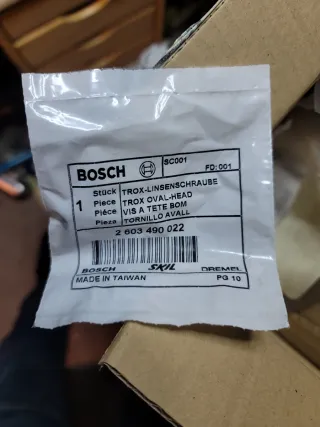 BOSCH
SC001
FD:001
1 Stück TROX-LINSENSCHRAUBE
Piece TROX OVAL-HEAD
Pièce VIS A TETE BOM
Pieza TORNILLO AVALL
2 603 490 022
BOSCH SKIL DREMEL
MADE IN TAIWAN PG 10